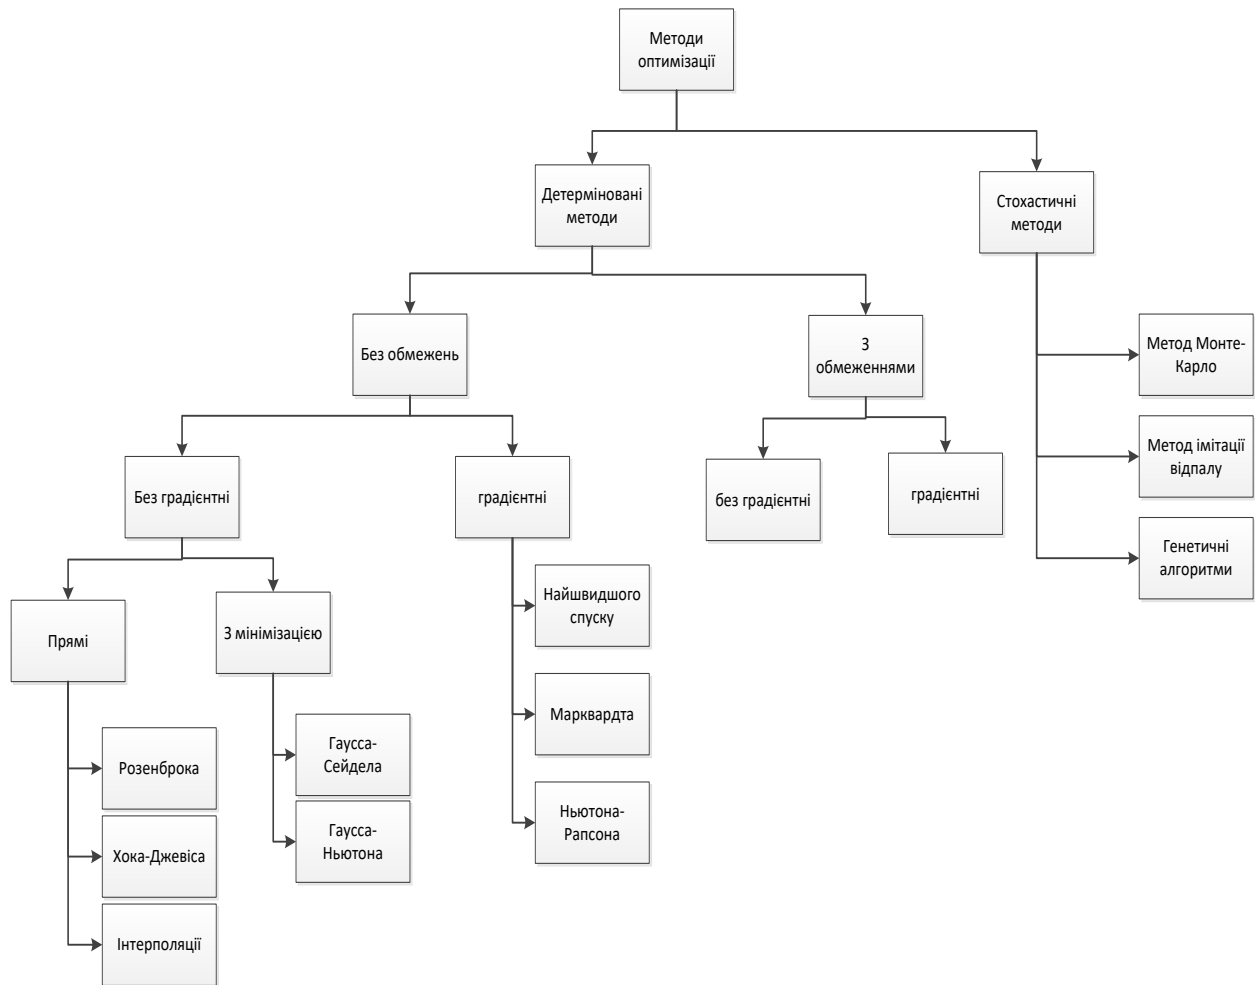 Методи
оптимізації
Детерміновані
методи
Стохастичні
методи
Без обмежень
З
обмеженнями
Метод Монте-
Карло
Метод імітації
відпалу
Генетичні
алгоритми
Без градієнтні
градієнтні
без градієнтні
градієнтні
Прямі
З мінімізацією
Найшвидшого
спуску
Марквардта
Ньютона-
Рапсона
Розенброка
Хока-Джевіса
Інтерполяції
Гаусса-
Сейдела
Гаусса-
Ньютона